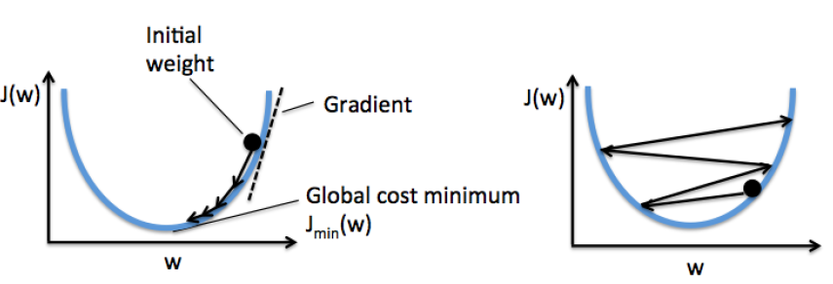 Initial
weight
J(w)
Gradient
Global cost minimum
Jmin(w)
w
J(w)
w